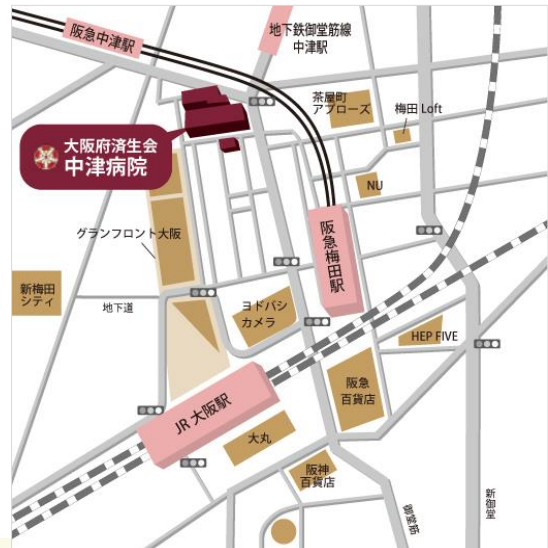 阪急中津駅
地下鉄御堂筋線
中津駅
茶屋町
アプローズ
梅田 Loft
大阪府済生会
中津病院
NU
グランフロント大阪
阪急梅田駅
新梅田
シティ
地下道
ヨドバシ
カメラ
HEP FIVE
JR 大阪駅
阪急
百貨店
大丸
阪神
百貨店
御堂筋
新御堂